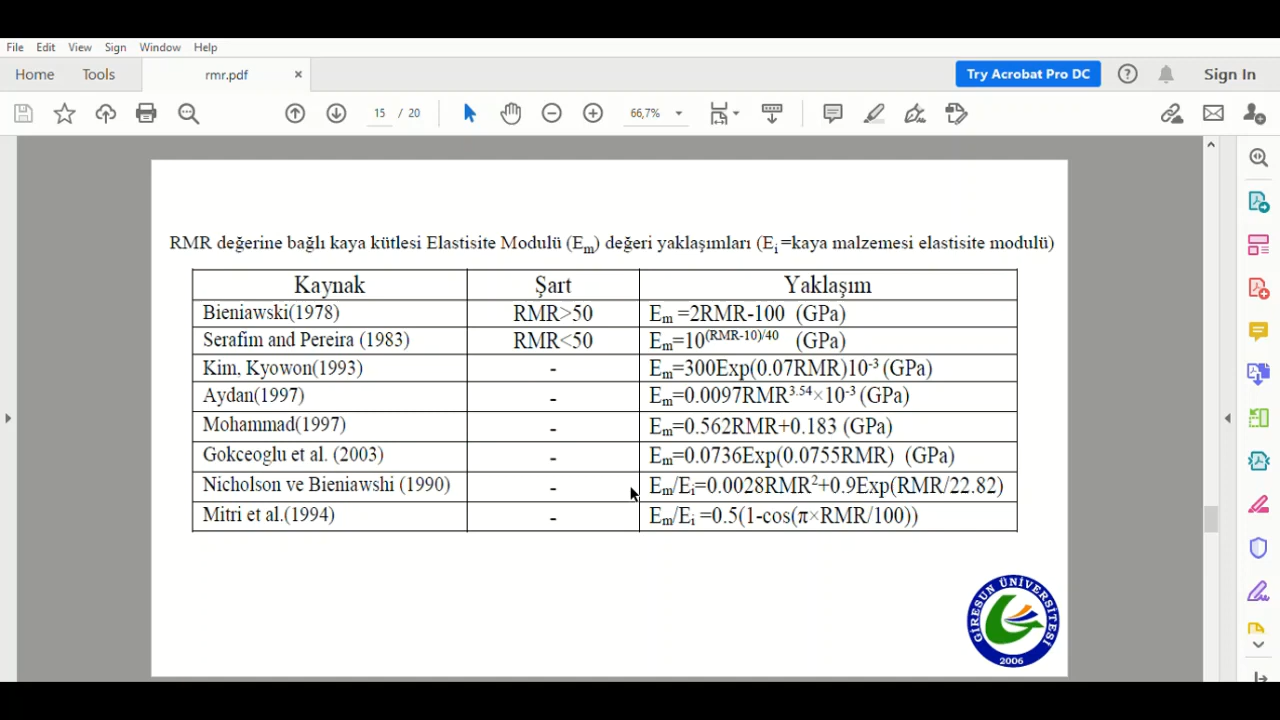 File Edit View Sign Window Help
Home Tools rmr.pdf × Try Acrobat Pro DC Sign In
15 / 20 66,7%
RMR değerine bağlı kaya kütlesi Elastisite Modulü (Em) değeri yaklaşımları (Ei=kaya malzemesi elastisite modulü)
Kaynak Şart Yaklaşım
Bieniawski(1978) RMR>50 Em =2RMR-100 (GPa)
Serafim and Pereira (1983) RMR<50 Em=10^(RMR-10)/40 (GPa)
Kim, Kyowon(1993) - Em=300Exp(0.07RMR)10^-3 (GPa)
Aydan(1997) - Em=0.0097RMR^3.54×10^-3 (GPa)
Mohammad(1997) - Em=0.562RMR+0.183 (GPa)
Gokceoglu et al. (2003) - Em=0.0736Exp(0.0755RMR) (GPa)
Nicholson ve Bieniawshi (1990) - Em/Ei=0.0028RMR²+0.9Exp(RMR/22.82)
Mitri et al.(1994) - Em/Ei =0.5(1-cos(π×RMR/100))
GİRESUN ÜNİVERSİTESİ
2006